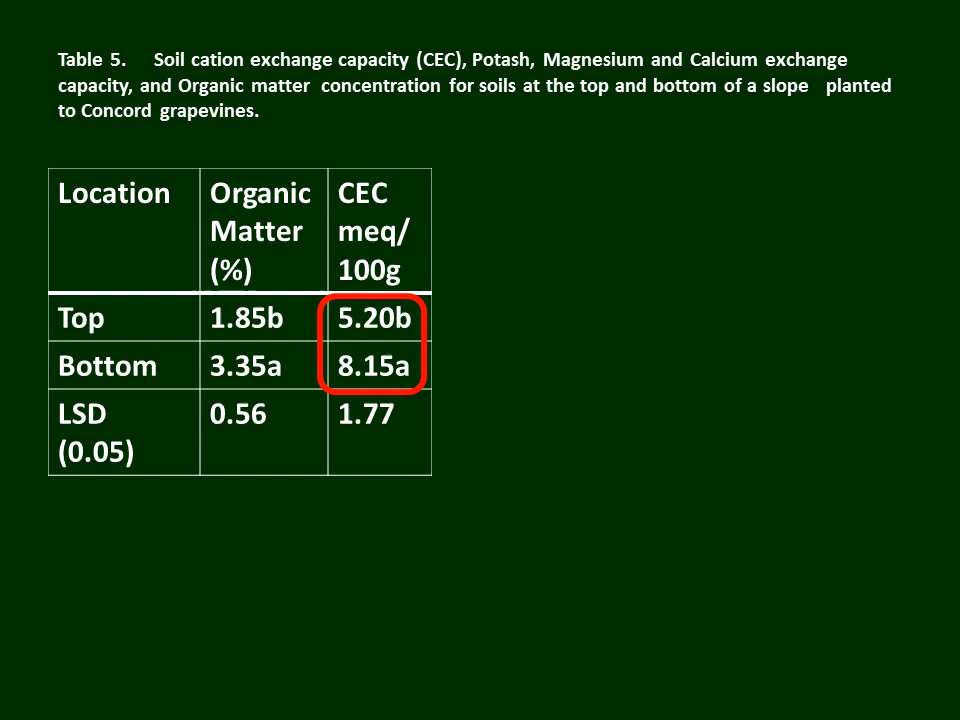 Table 5. Soil cation exchange capacity (CEC), Potash, Magnesium and Calcium exchange
capacity, and Organic matter concentration for soils at the top and bottom of a slope planted
to Concord grapevines.
Location Organic Matter (%) CEC meq/ 100g
Top 1.85b 5.20b
Bottom 3.35a 8.15a
LSD (0.05) 0.56 1.77